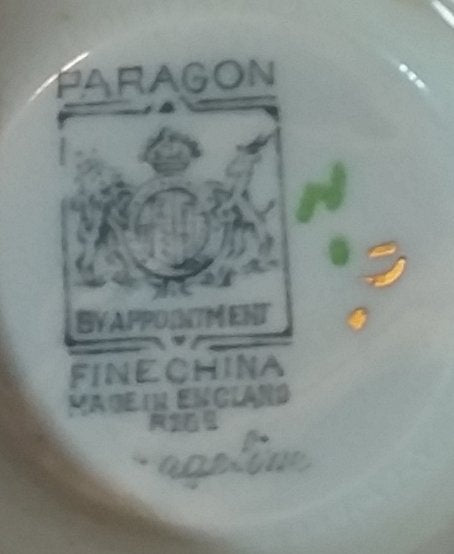 PARAGON
BY APPOINTMENT
FINE CHINA
MADE IN ENGLAND